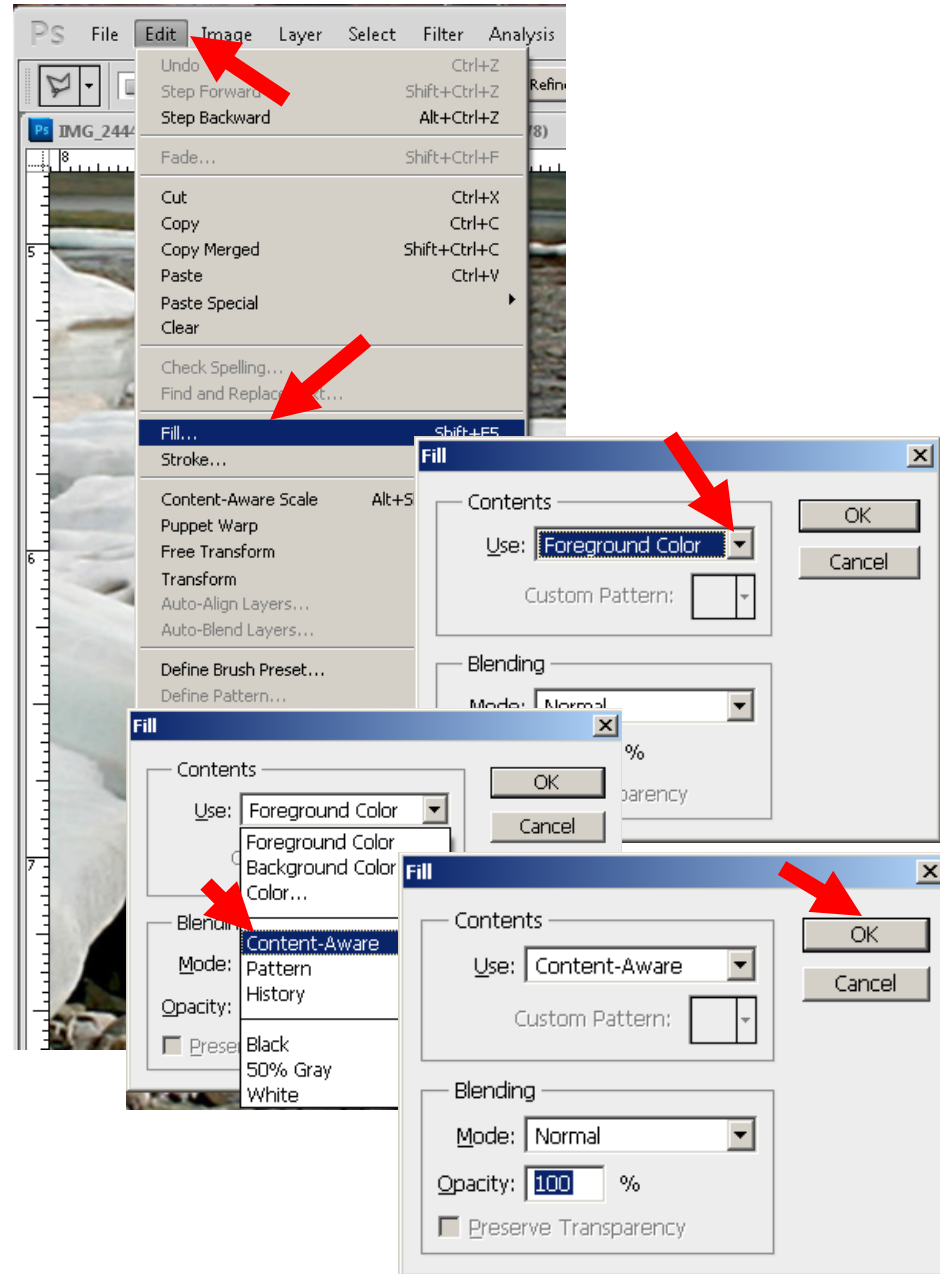 Ps File Edit Image Layer Select Filter Analysis
Undo Ctrl+Z
Step Forward Shift+Ctrl+Z
Step Backward Alt+Ctrl+Z
Ps IMG_2444
8)
8
Fade... Shift+Ctrl+F
Cut Ctrl+X
Copy Ctrl+C
Copy Merged Shift+Ctrl+C
Paste Ctrl+V
Paste Special
Clear
Check Spelling...
Find and
Fill... Shift+F5
Stroke...
Content-Aware Scale Alt+S
Puppet Warp
Free Transform
Transform
Auto-Align Layers...
Auto-Blend Layers...
Define Brush Preset...
Define Pattern...
5
6
7
Fill
Contents
Use: Foreground Color
Custom Pattern:
OK
Cancel
Blending
Mode: Normal
%
parency
Fill
Contents
Use: Foreground Color
OK
Cancel
Foreground Color
Background Color
Color...
Content-Aware
Pattern
History
Black
50% Gray
White
Mode:
Opacity:
Prese
Fill
Contents
Use: Content-Aware
Custom Pattern:
OK
Cancel
Blending
Mode: Normal
Opacity: 100 %
Preserve Transparency